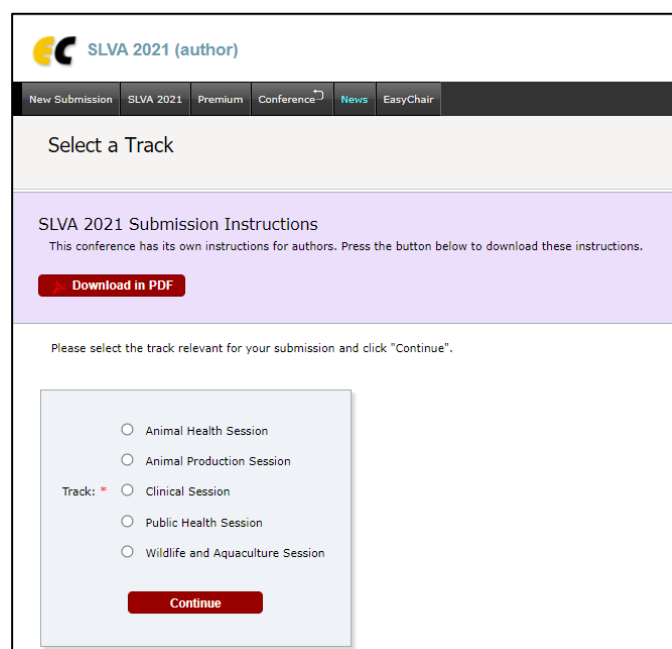 EC SLVA 2021 (author)
New Submission SLVA 2021 Premium Conference News EasyChair
Select a Track
SLVA 2021 Submission Instructions
This conference has its own instructions for authors. Press the button below to download these instructions.
Download in PDF
Please select the track relevant for your submission and click "Continue".
Animal Health Session
Animal Production Session
Track: * Clinical Session
Public Health Session
Wildlife and Aquaculture Session
Continue